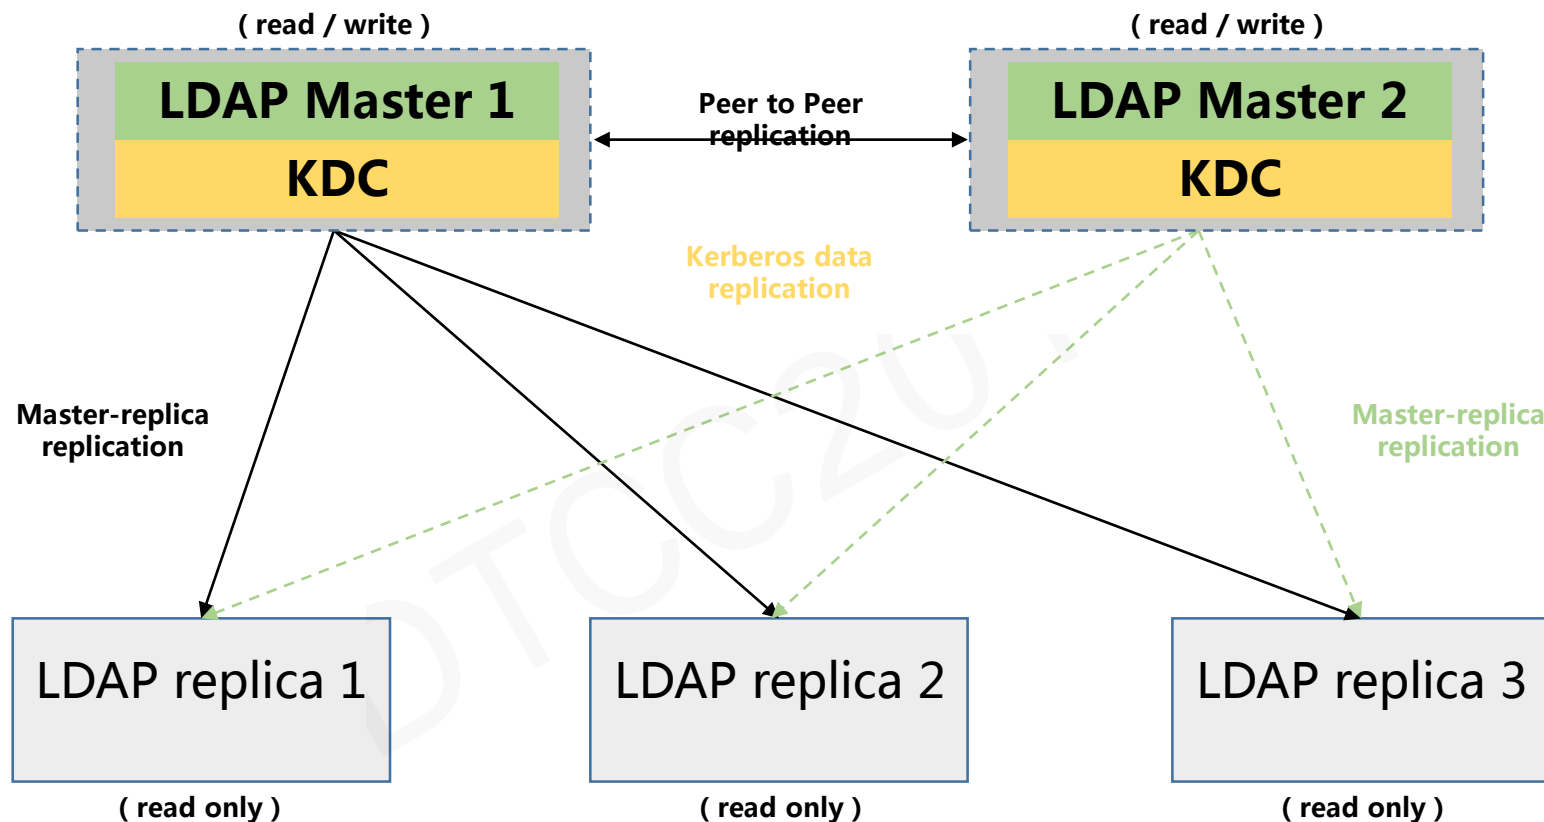 ( read / write )
( read / write )
LDAP Master 1
KDC
Peer to Peer
replication
LDAP Master 2
KDC
Kerberos data
replication
Master-replica
replication
Master-replica
replication
LDAP replica 1
LDAP replica 2
LDAP replica 3
( read only )
( read only )
( read only )